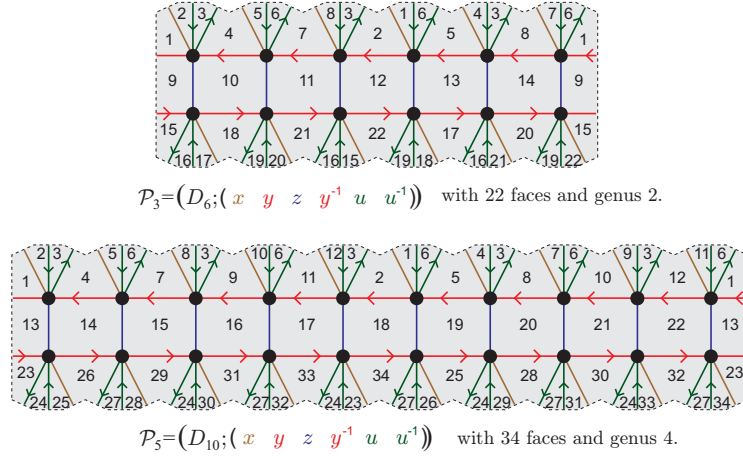 2 3 5 6 8 3 1 6 4 3 7 6
1 4 7 2 5 8 1
9 10 11 12 13 14 9
15 18 21 22 17 20 15
16 17 19 20 16 15 19 18 16 21 19 22
𝒫₃=(D₆;( x y z y⁻¹ u u⁻¹)) with 22 faces and genus 2.
2 3 5 6 8 3 10 6 12 3 1 6 4 3 7 6 9 3 11 6
1 4 7 9 11 2 5 8 10 12 1
13 14 15 16 17 18 19 20 21 22 13
23 26 29 31 33 34 25 28 30 32 23
24 25 27 28 24 30 27 32 24 23 27 26 24 29 27 31 24 33 27 34
𝒫₅=(D₁₀;( x y z y⁻¹ u u⁻¹)) with 34 faces and genus 4.